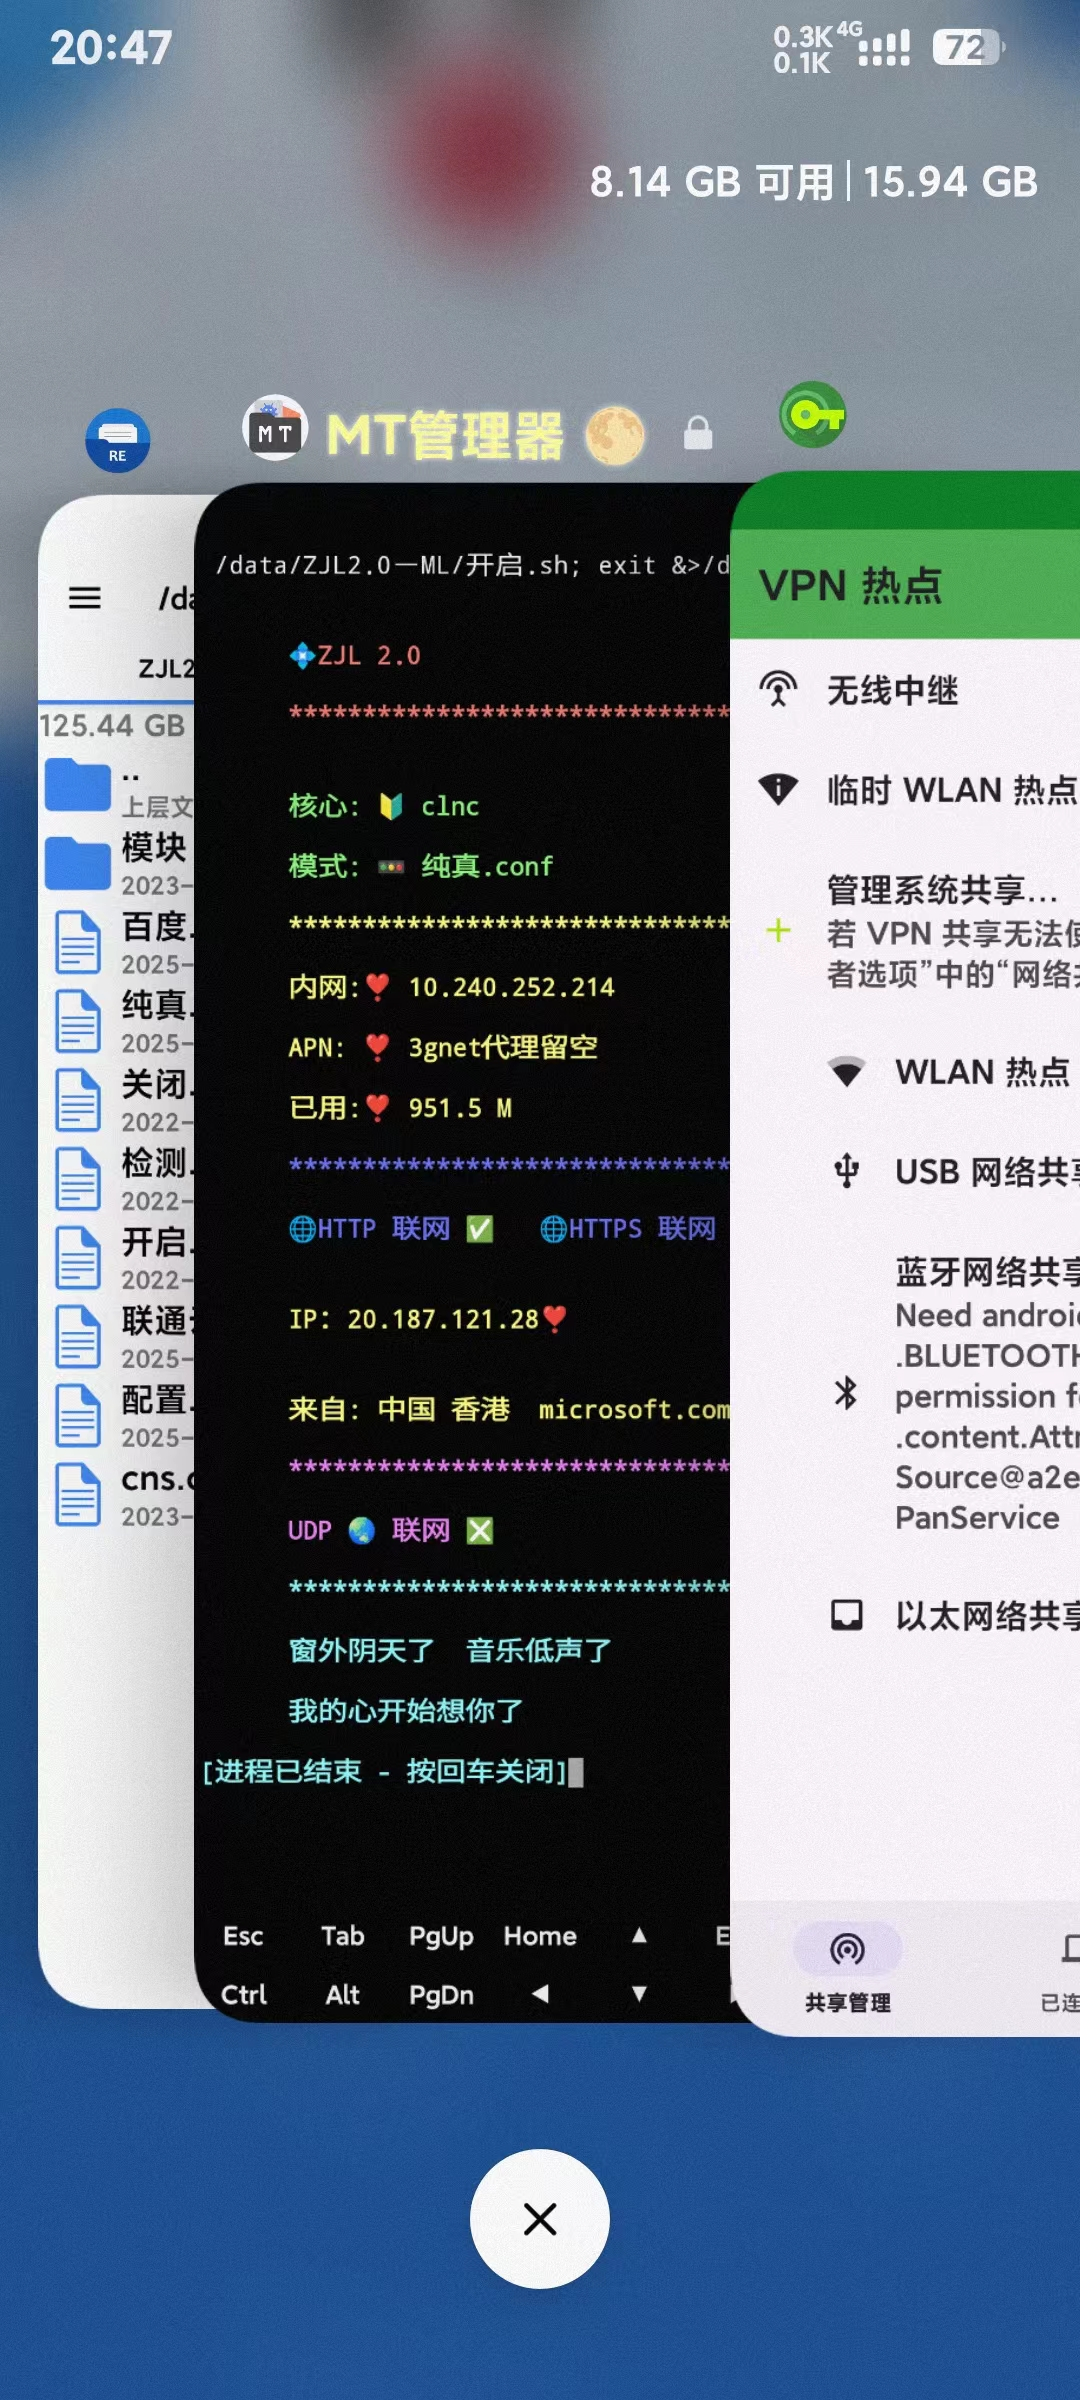 20:47
0.3K
0.1K
4G
72
8.14 GB 可用|15.94 GB
RE
MT
MT管理器
/da
ZJL2
125.44 GB
..
上层文
模块
2023-
百度.
2025-
纯真.
2025-
关闭.
2022-
检测.
2022-
开启.
2022-
联通
2025-
配置.
2025-
cns.c
2023-
/data/ZJL2.0—ML/开启.sh; exit &>/d
💠ZJL 2.0
******************************
核心: 🔰 clnc
模式: 🚥 纯真.conf
******************************
内网:❣️ 10.240.252.214
APN: ❣️ 3gnet代理留空
已用:❣️ 951.5 M
******************************
🌐HTTP 联网 ✅ 🌐HTTPS 联网
IP: 20.187.121.28❣️
来自: 中国 香港 microsoft.com
******************************
UDP 🌏 联网 ❎
******************************
窗外阴天了 音乐低声了
我的心开始想你了
[进程已结束 - 按回车关闭]
Esc Tab PgUp Home ▲ E
Ctrl Alt PgDn ◀ ▼
VPN 热点
无线中继
临时 WLAN 热点
管理系统共享...
若 VPN 共享无法使
者选项”中的“网络共
WLAN 热点
USB 网络共享
蓝牙网络共享
Need androi
.BLUETOOTH
permission f
.content.Attr
Source@a2e
PanService
以太网络共享
共享管理
已连